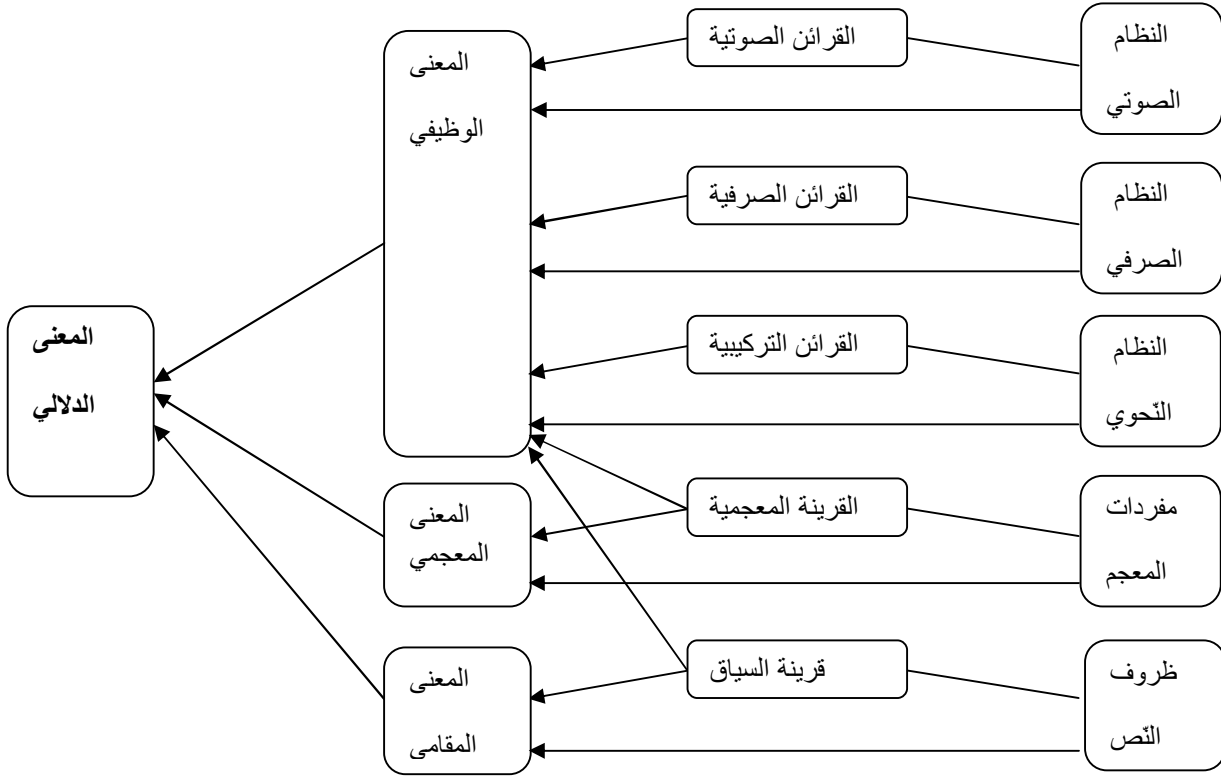 النظام
الصوتي
القرائن الصوتية
المعنى
الوظيفي
النظام
الصرفي
القرائن الصرفية
النظام
النّحوي
القرائن التركيبية
المعنى
الدلالي
مفردات
المعجم
القرينة المعجمية
المعنى
المعجمي
ظروف
النّص
قرينة السياق
المعنى
المقامى